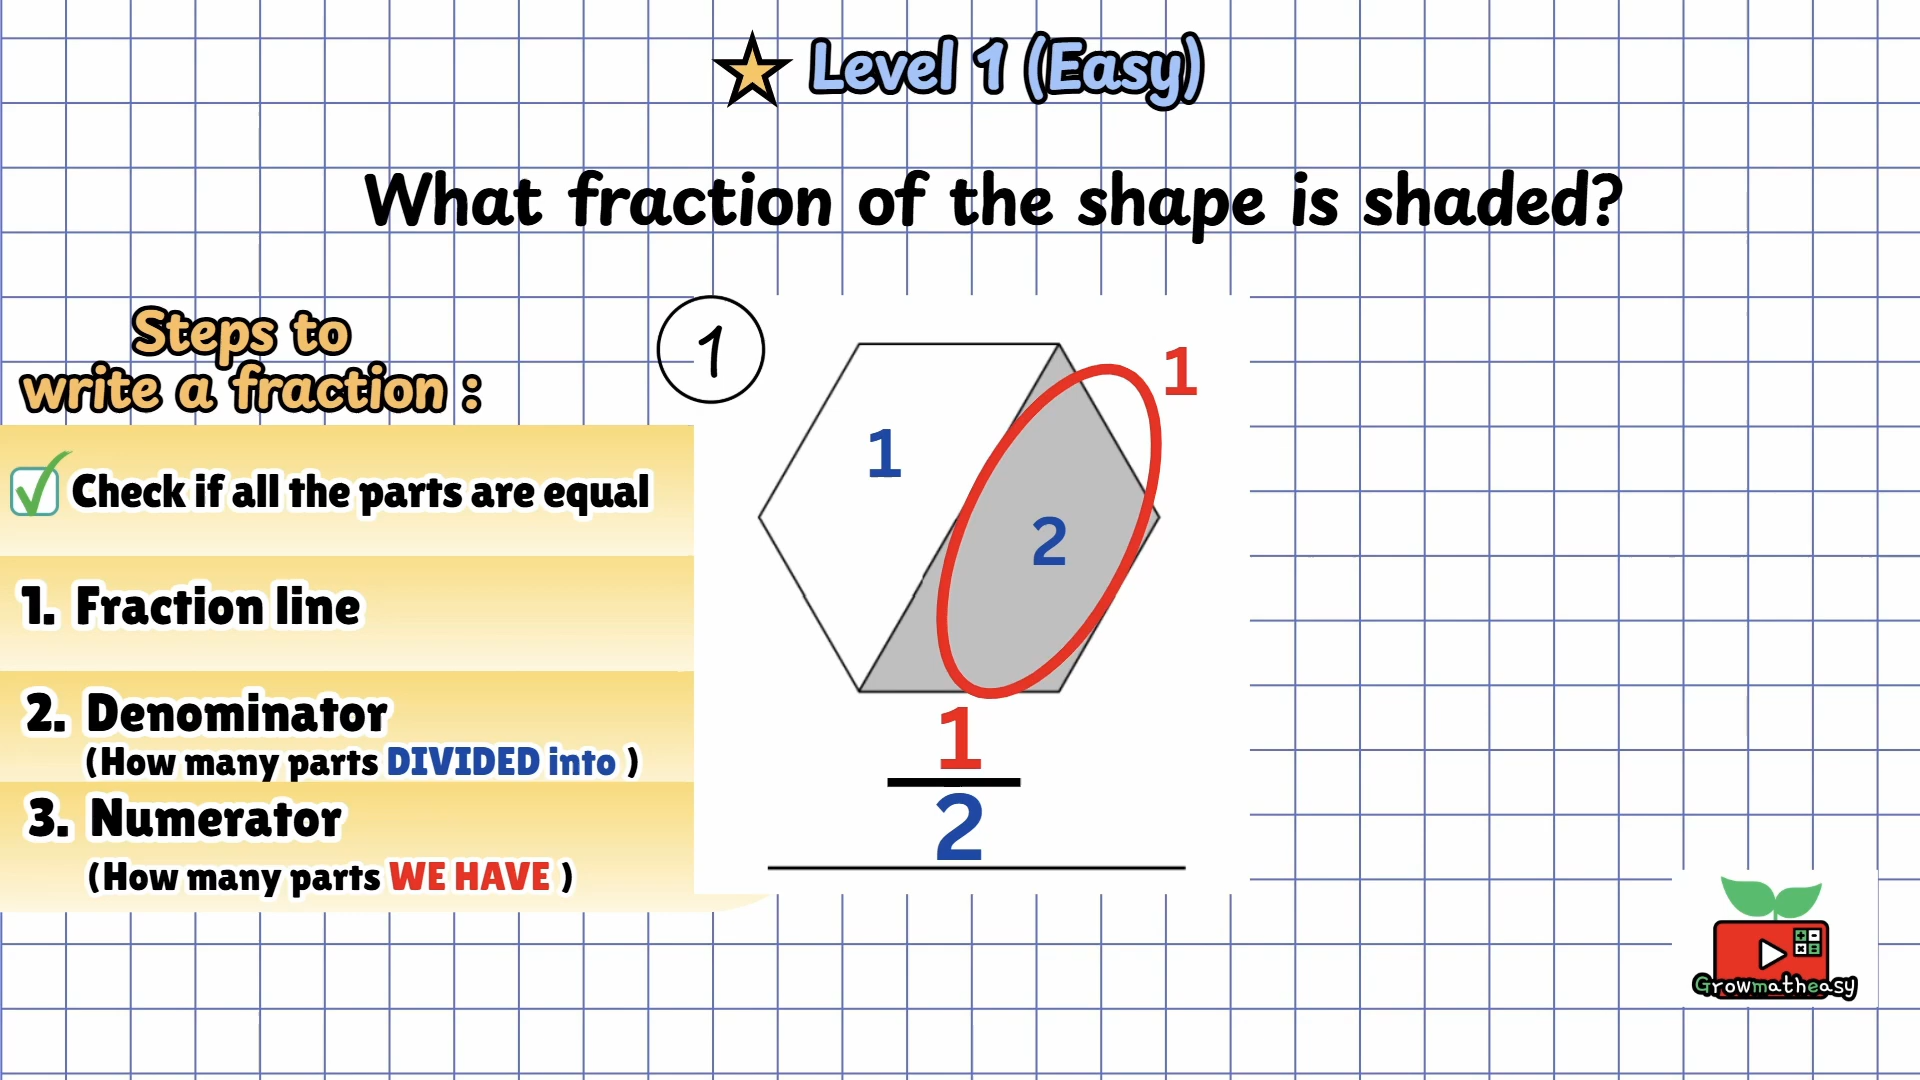 Level 1 (Easy)
What fraction of the shape is shaded?
Steps to
write a fraction :
Check if all the parts are equal
1. Fraction line
2. Denominator
(How many parts DIVIDED into )
3. Numerator
(How many parts WE HAVE )
1
1
1
2
1
2
Growmatheasy